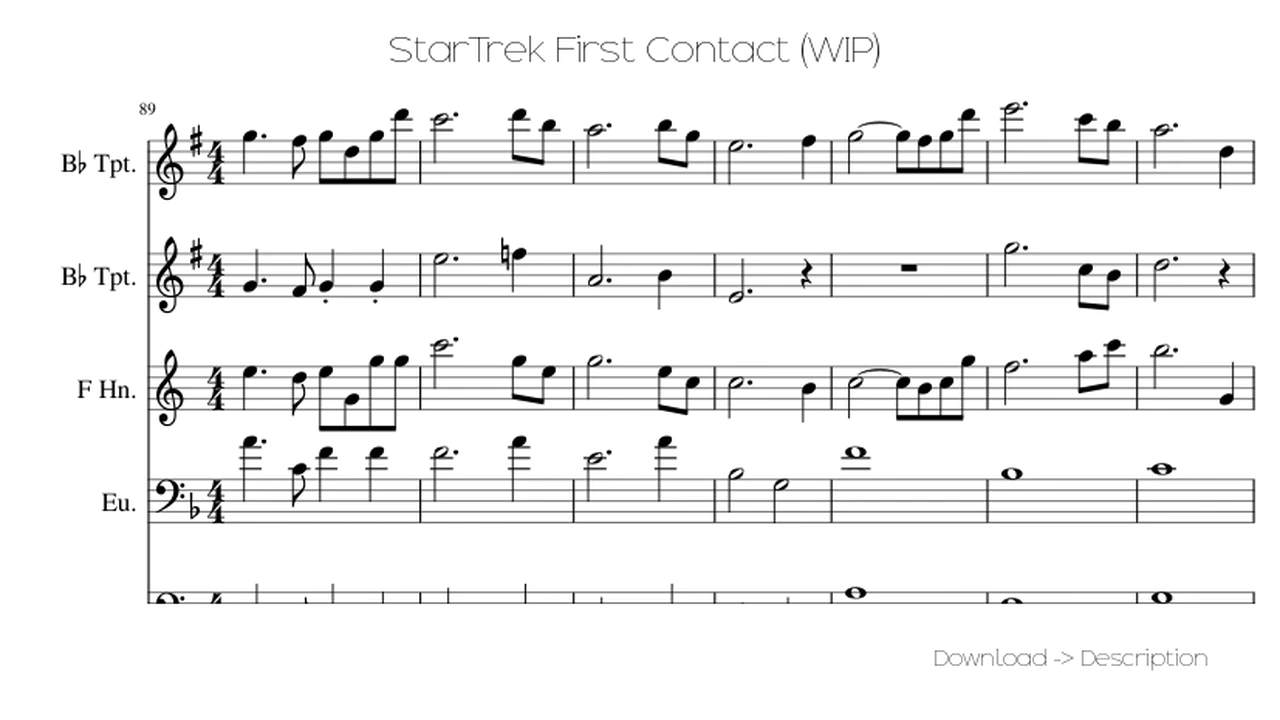 StarTrek First Contact (WIP)
89
B♭ Tpt.
B♭ Tpt.
F Hn.
Eu.
Download -> Description